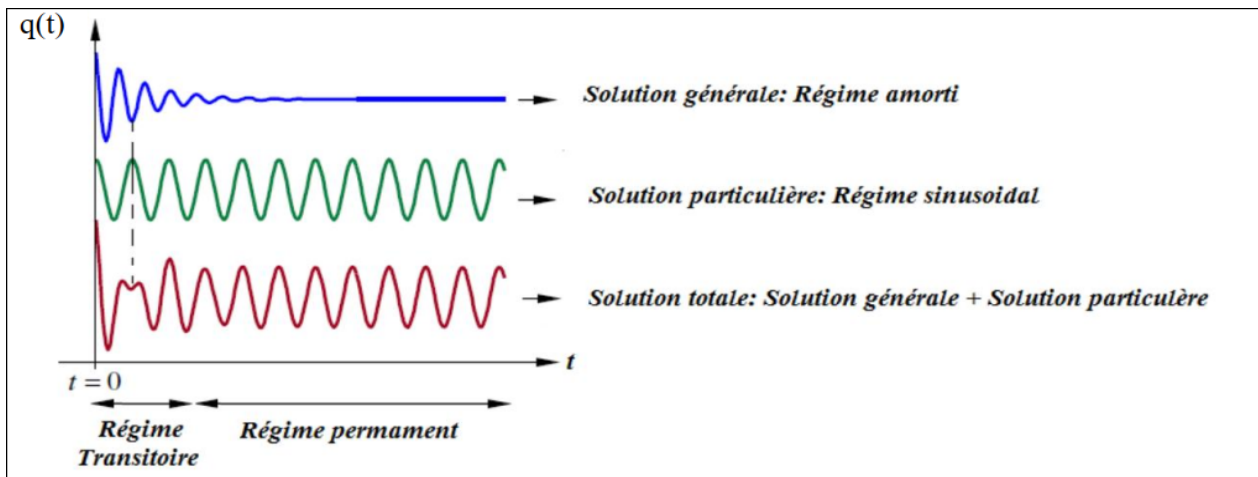 q(t)
Solution générale: Régime amorti
Solution particulière: Régime sinusoidal
Solution totale: Solution générale + Solution particulère
t
t = 0
Régime
Transitoire
Régime permament